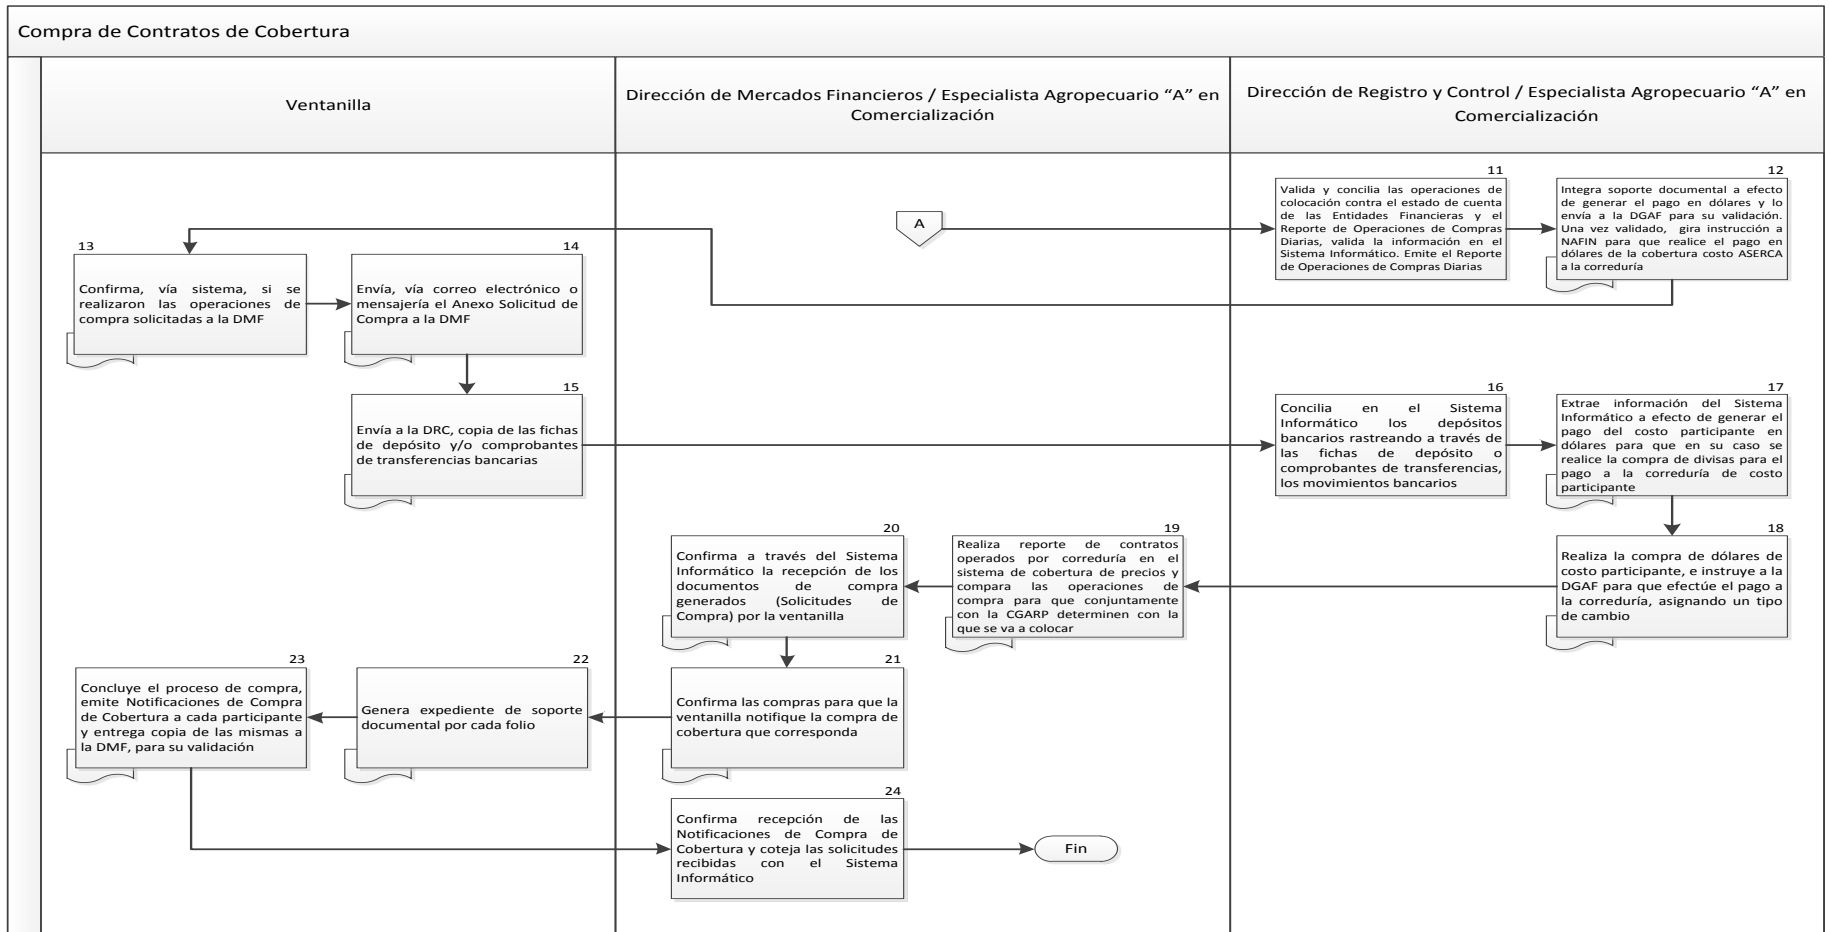 Compra de Contratos de Cobertura
Ventanilla
Dirección de Mercados Financieros / Especialista Agropecuario “A” en
Comercialización
Dirección de Registro y Control / Especialista Agropecuario “A” en
Comercialización
A
11
Valida y concilia las operaciones de
colocación contra el estado de cuenta
de las Entidades Financieras y el
Reporte de Operaciones de Compras
Diarias, valida la información en el
Sistema Informático. Emite el Reporte
de Operaciones de Compras Diarias
12
Integra soporte documental a efecto
de generar el pago en dólares y lo
envía a la DGAF para su validación.
Una vez validado, gira instrucción a
NAFIN para que realice el pago en
dólares de la cobertura costo ASERCA
a la correduría
13
Confirma, vía sistema, si se
realizaron las operaciones de
compra solicitadas a la DMF
14
Envía, vía correo electrónico o
mensajería el Anexo Solicitud de
Compra a la DMF
15
Envía a la DRC, copia de las fichas
de depósito y/o comprobantes
de transferencias bancarias
16
Concilia en el Sistema
Informático los depósitos
bancarios rastreando a través de
las fichas de depósito o
comprobantes de transferencias,
los movimientos bancarios
17
Extrae información del Sistema
Informático a efecto de generar el
pago del costo participante en
dólares para que en su caso se
realice la compra de divisas para el
pago a la correduría de costo
participante
18
Realiza la compra de dólares de
costo participante, e instruye a la
DGAF para que efectúe el pago a
la correduría, asignando un tipo
de cambio
19
Realiza reporte de contratos
operados por correduría en el
sistema de cobertura de precios y
compara las operaciones de
compra para que conjuntamente
con la CGARP determinen con la
que se va a colocar
20
Confirma a través del Sistema
Informático la recepción de los
documentos de compra
generados (Solicitudes de
Compra) por la ventanilla
21
Confirma las compras para que la
ventanilla notifique la compra de
cobertura que corresponda
22
Genera expediente de soporte
documental por cada folio
23
Concluye el proceso de compra,
emite Notificaciones de Compra
de Cobertura a cada participante
y entrega copia de las mismas a
la DMF, para su validación
24
Confirma recepción de las
Notificaciones de Compra de
Cobertura y coteja las solicitudes
recibidas con el Sistema
Informático
Fin